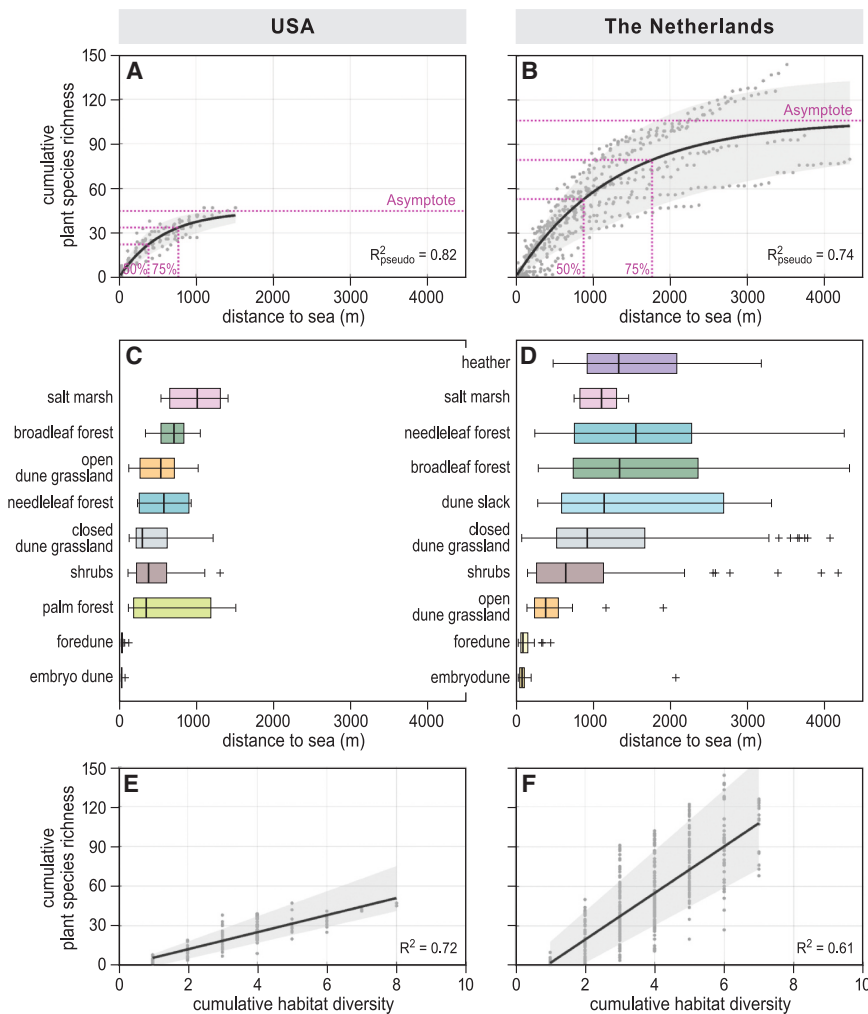 USA
The Netherlands
A
cumulative
plant species richness
150
120
90
60
30
0
Asymptote
50% 75%
R²pseudo = 0.82
0 1000 2000 3000 4000
distance to sea (m)
B
Asymptote
50% 75%
R²pseudo = 0.74
0 1000 2000 3000 4000
distance to sea (m)
C
salt marsh
broadleaf forest
open
dune grassland
needleleaf forest
closed
dune grassland
shrubs
palm forest
foredune
embryo dune
0 1000 2000 3000 4000
distance to sea (m)
D
heather
salt marsh
needleleaf forest
broadleaf forest
dune slack
closed
dune grassland
shrubs
open
dune grassland
foredune
embryodune
0 1000 2000 3000 4000
distance to sea (m)
E
cumulative
plant species richness
150
120
90
60
30
0
R² = 0.72
0 2 4 6 8 10
cumulative habitat diversity
F
R² = 0.61
0 2 4 6 8 10
cumulative habitat diversity